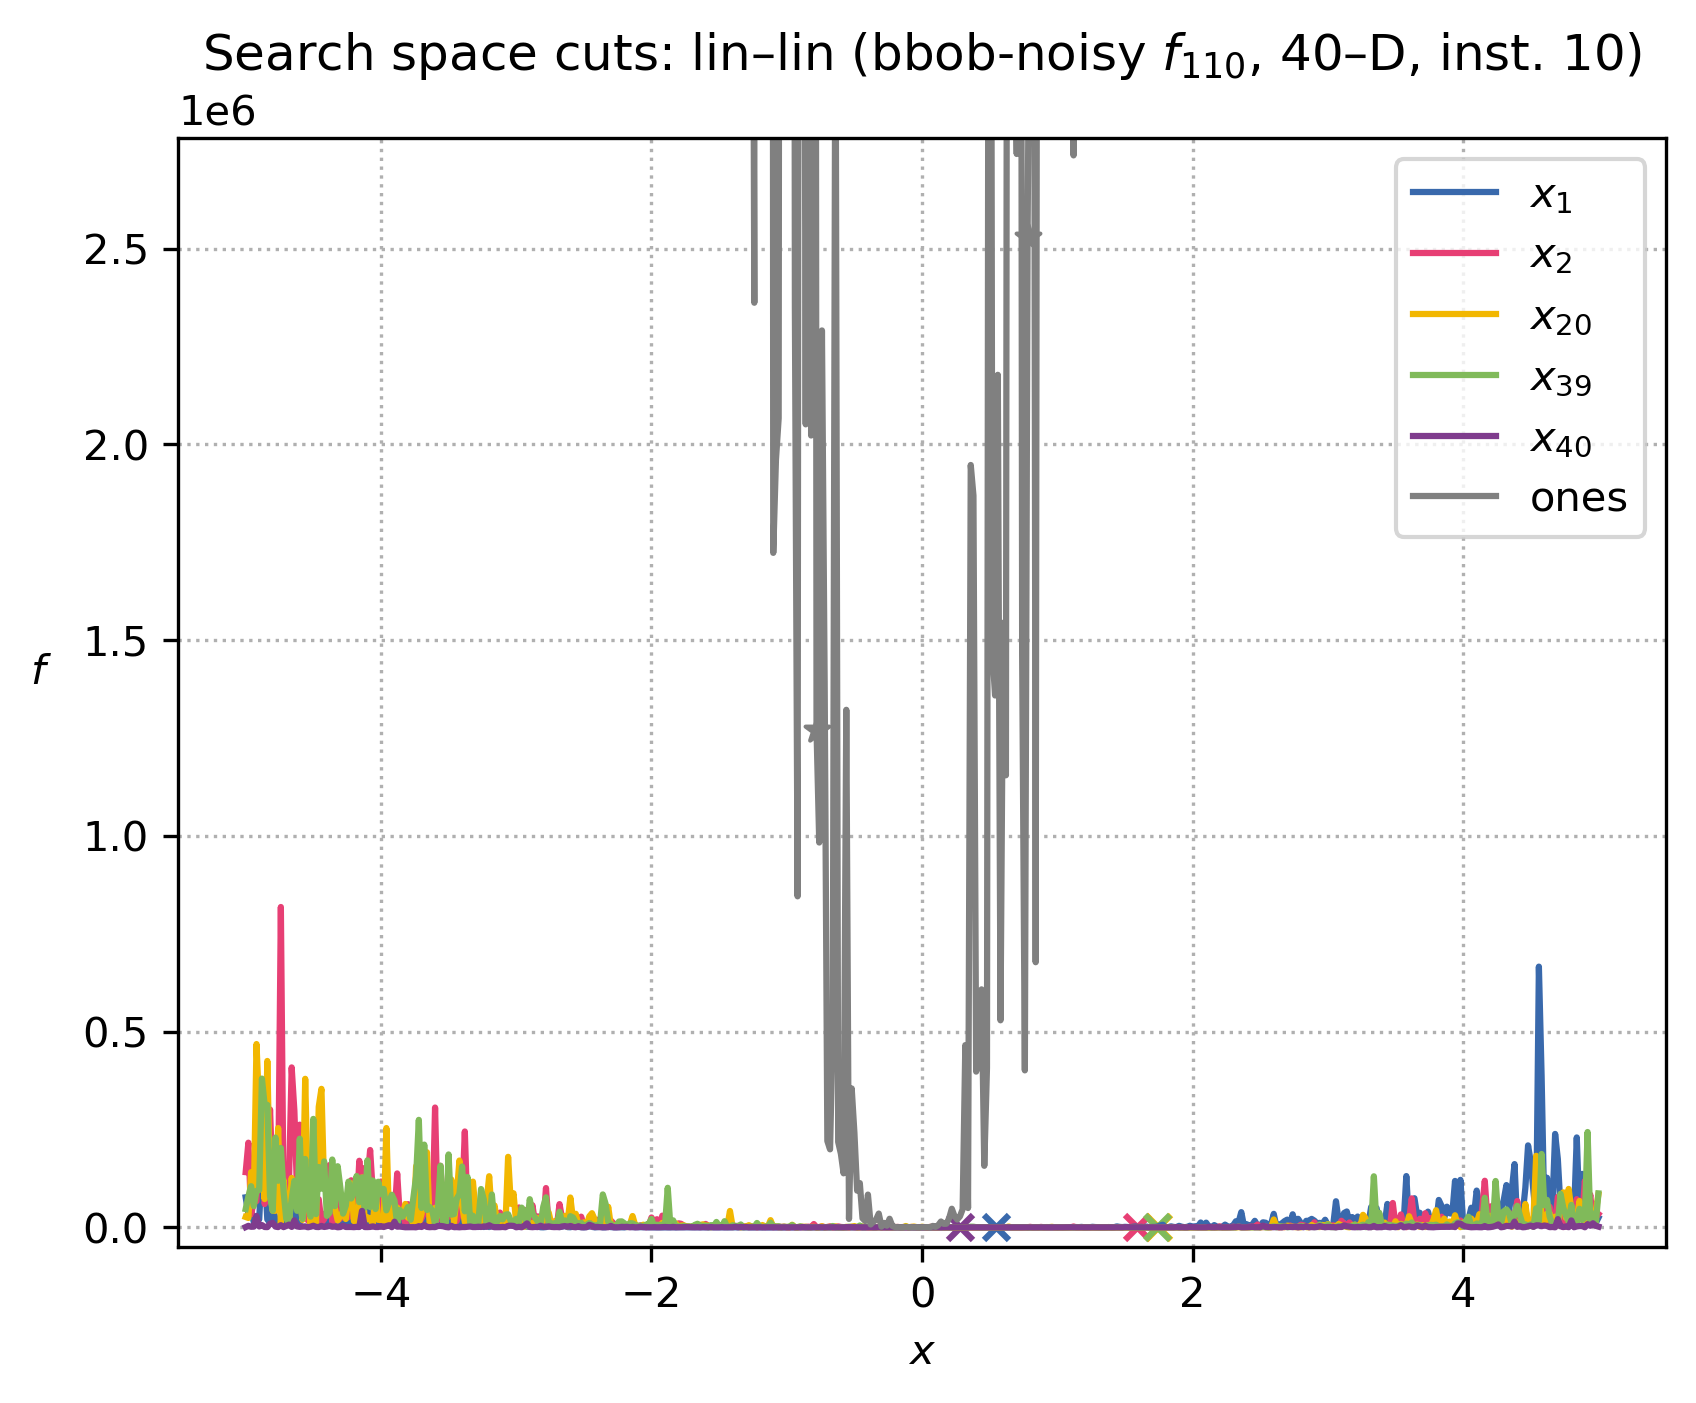 Search space cuts: lin–lin (bbob-noisy f110, 40–D, inst. 10)
1e6
2.5
2.0
1.5
1.0
0.5
0.0
f
−4
−2
0
2
4
x
x1
x2
x20
x39
x40
ones